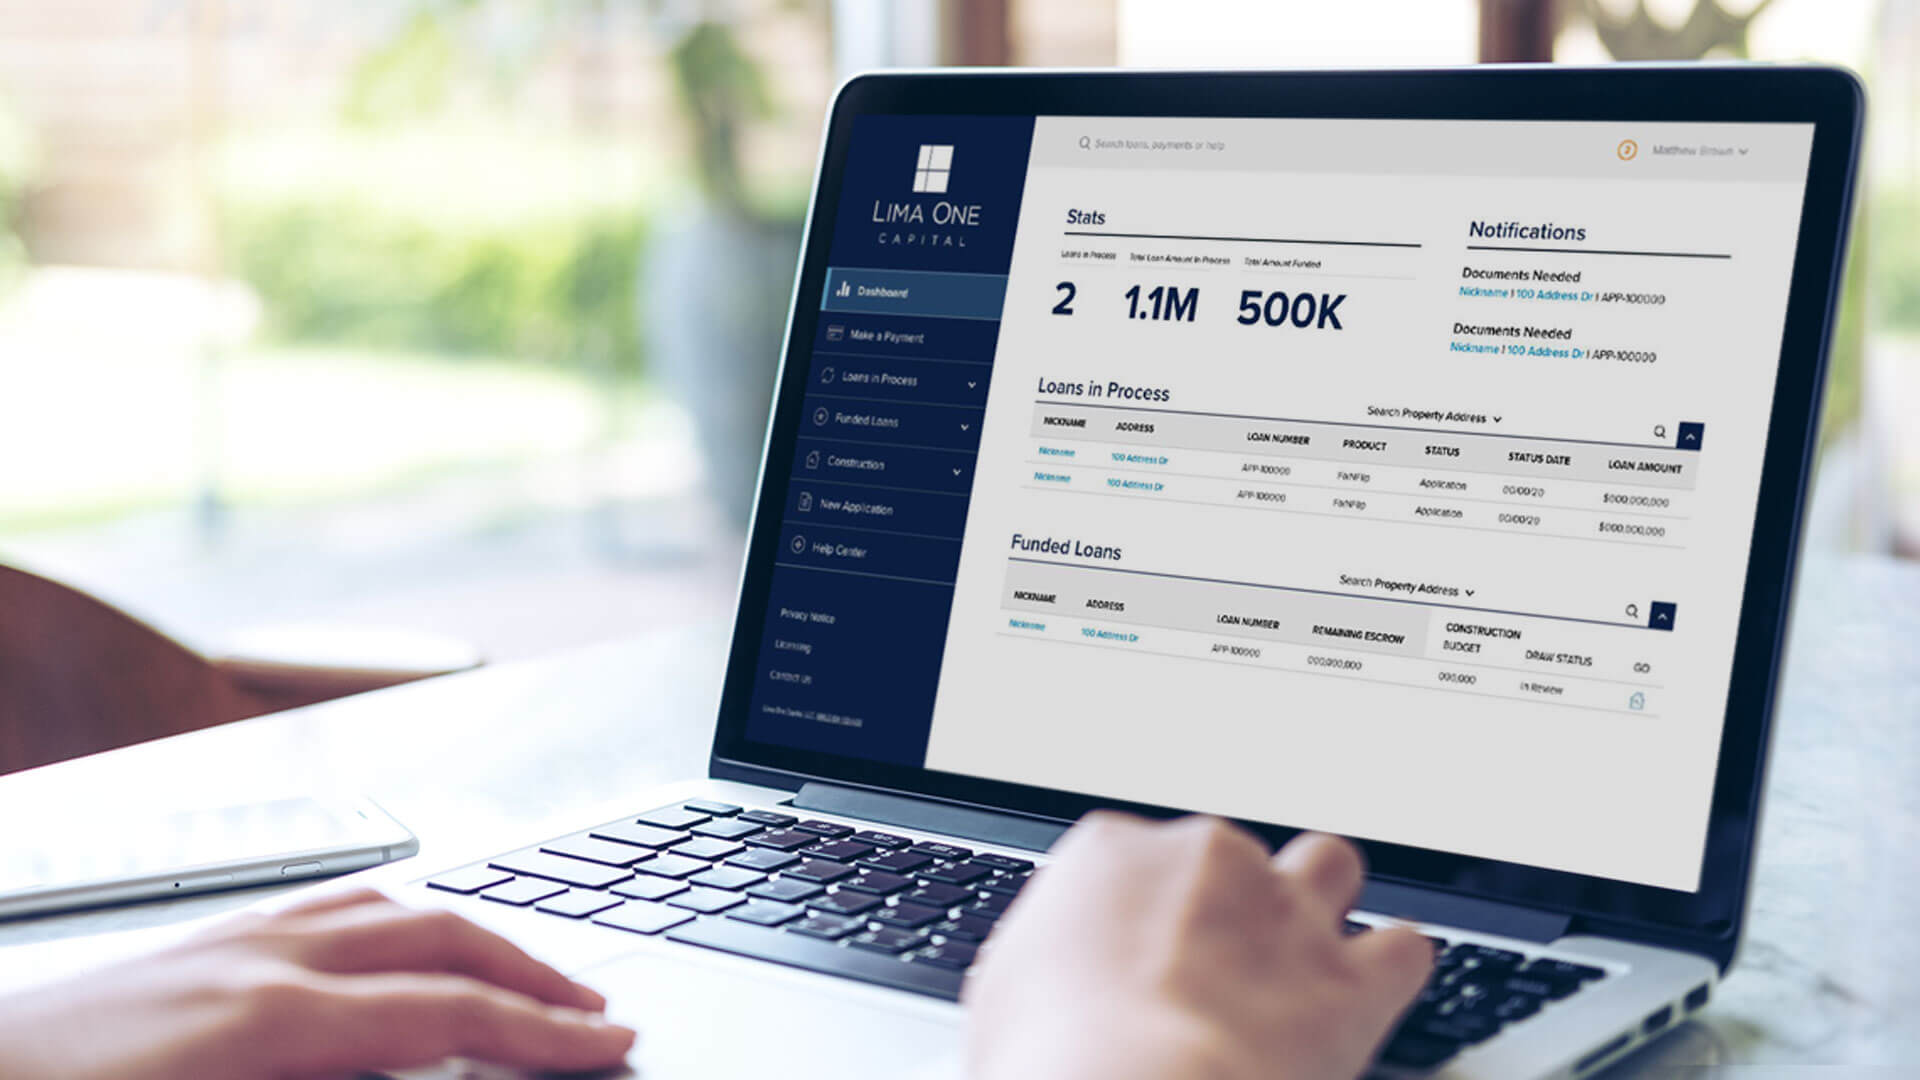 LIMA ONE
CAPITAL
Dashboard
Make a Payment
Loans in Process
Funded Loans
Construction
New Application
Help Center
Privacy Notice
Licensing
Contact us
Search loans, payments or help
2
Matthew Brown
Stats
Loans in Process Total Loan Amount In Process Total Amount Funded
2 1.1M 500K
Notifications
Documents Needed
Nickname | 100 Address Dr | APP-100000
Documents Needed
Nickname | 100 Address Dr | APP-100000
Loans in Process
Search Property Address
NICKNAME ADDRESS LOAN NUMBER PRODUCT STATUS STATUS DATE LOAN AMOUNT
Nickname 100 Address Dr APP-100000 FixNFlip Application 00/00/20 $000,000,000
Nickname 100 Address Dr APP-100000 FixNFlip Application 00/00/20 $000,000,000
Funded Loans
Search Property Address
NICKNAME ADDRESS LOAN NUMBER REMAINING ESCROW CONSTRUCTION BUDGET DRAW STATUS GO
Nickname 100 Address Dr APP-100000 000,000,000 000,000 In Review